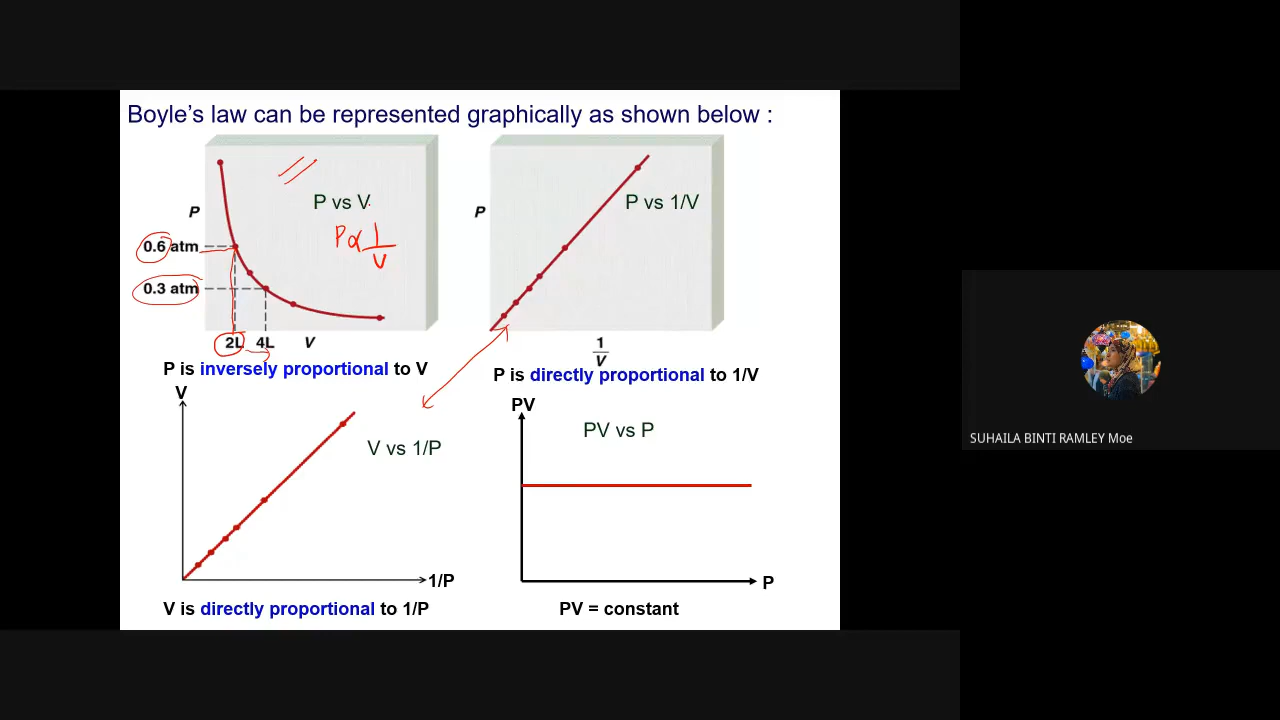 Boyle’s law can be represented graphically as shown below :
P vs V
P
P ∝ 1/V
0.6 atm
0.3 atm
2L 4L V
P is inversely proportional to V
P vs 1/V
P
1
V
P is directly proportional to 1/V
V
V vs 1/P
1/P
V is directly proportional to 1/P
PV
PV vs P
P
PV = constant
SUHAILA BINTI RAMLEY Moe